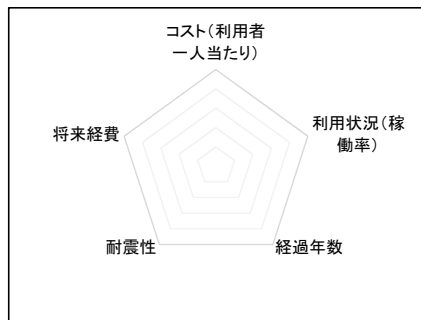 コスト(利用者
一人当たり)
利用状況(稼
働率)
経過年数
耐震性
将来経費